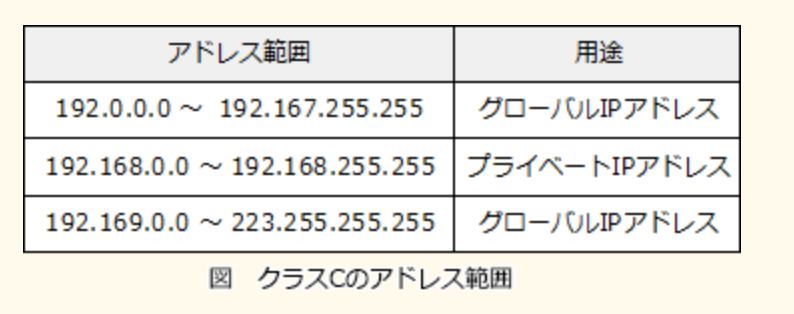 アドレス範囲 用途
192.0.0.0 ～ 192.167.255.255 グローバルIPアドレス
192.168.0.0 ～ 192.168.255.255 プライベートIPアドレス
192.169.0.0 ～ 223.255.255.255 グローバルIPアドレス
図 クラスCのアドレス範囲